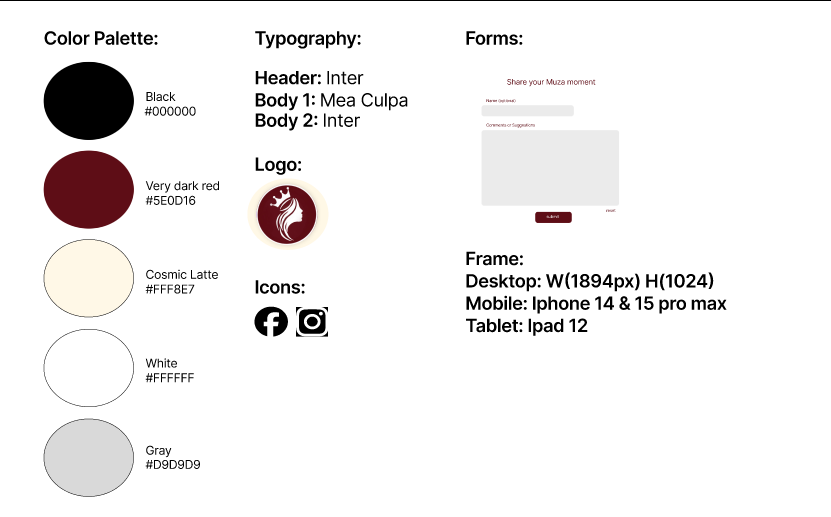 Color Palette:
Black
#000000
Very dark red
#5E0D16
Cosmic Latte
#FFF8E7
White
#FFFFFF
Gray
#D9D9D9
Typography:
Header: Inter
Body 1: Mea Culpa
Body 2: Inter
Logo:
Icons:
Forms:
Share your Muza moment
Name (optional)
Comments or Suggestions
submit
Frame:
Desktop: W(1894px) H(1024)
Mobile: Iphone 14 & 15 pro max
Tablet: Ipad 12